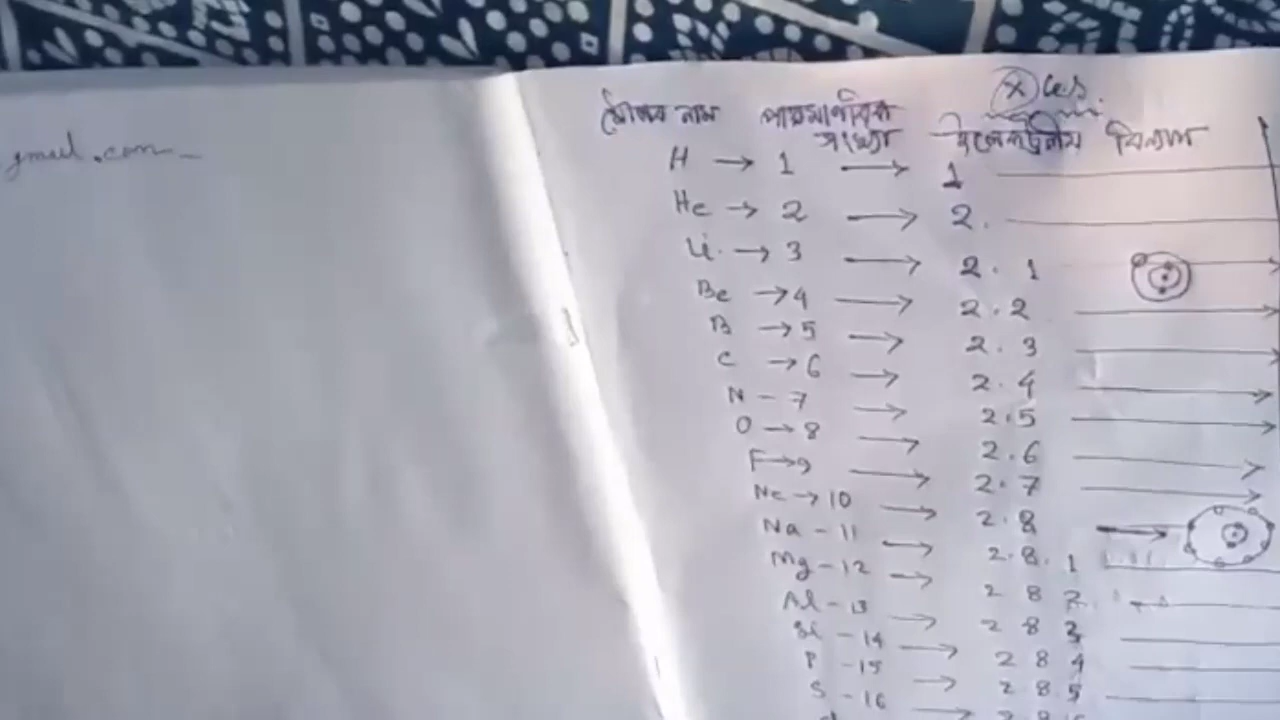 gmail.com
মৌলের নাম পারমাণবিক সংখ্যা ইলেকট্রনীয় বিন্যাস
H → 1 → 1
He → 2 → 2.
Li → 3 → 2. 1
Be → 4 → 2.2
B → 5 → 2. 3
C → 6 → 2.4
N - 7 → 2.5
O → 8 → 2.6
F → 9 → 2.7
Ne → 10 → 2.8
Na - 11 → 2.8.1
Mg - 12 → 2 8 2
Al - 13 → 2 8 3
Si - 14 → 2 8 4
P - 15 → 2 8 5
S - 16 →